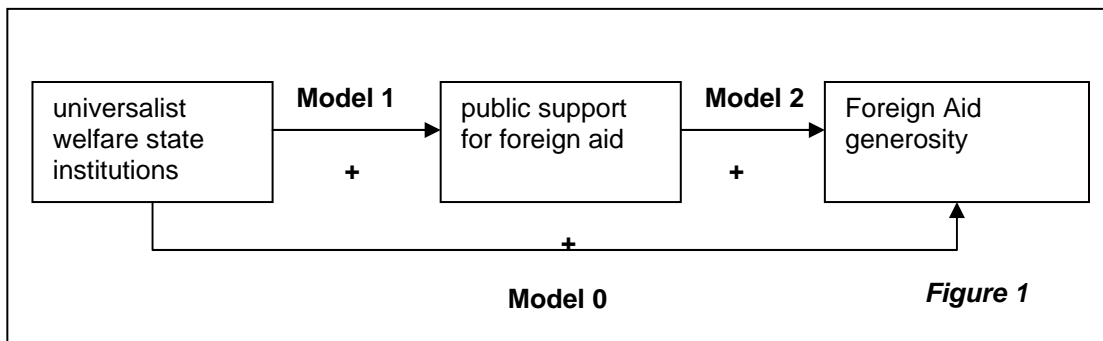 universalist
welfare state
institutions
Model 1
+
public support
for foreign aid
Model 2
+
Foreign Aid
generosity
+
Model 0
Figure 1